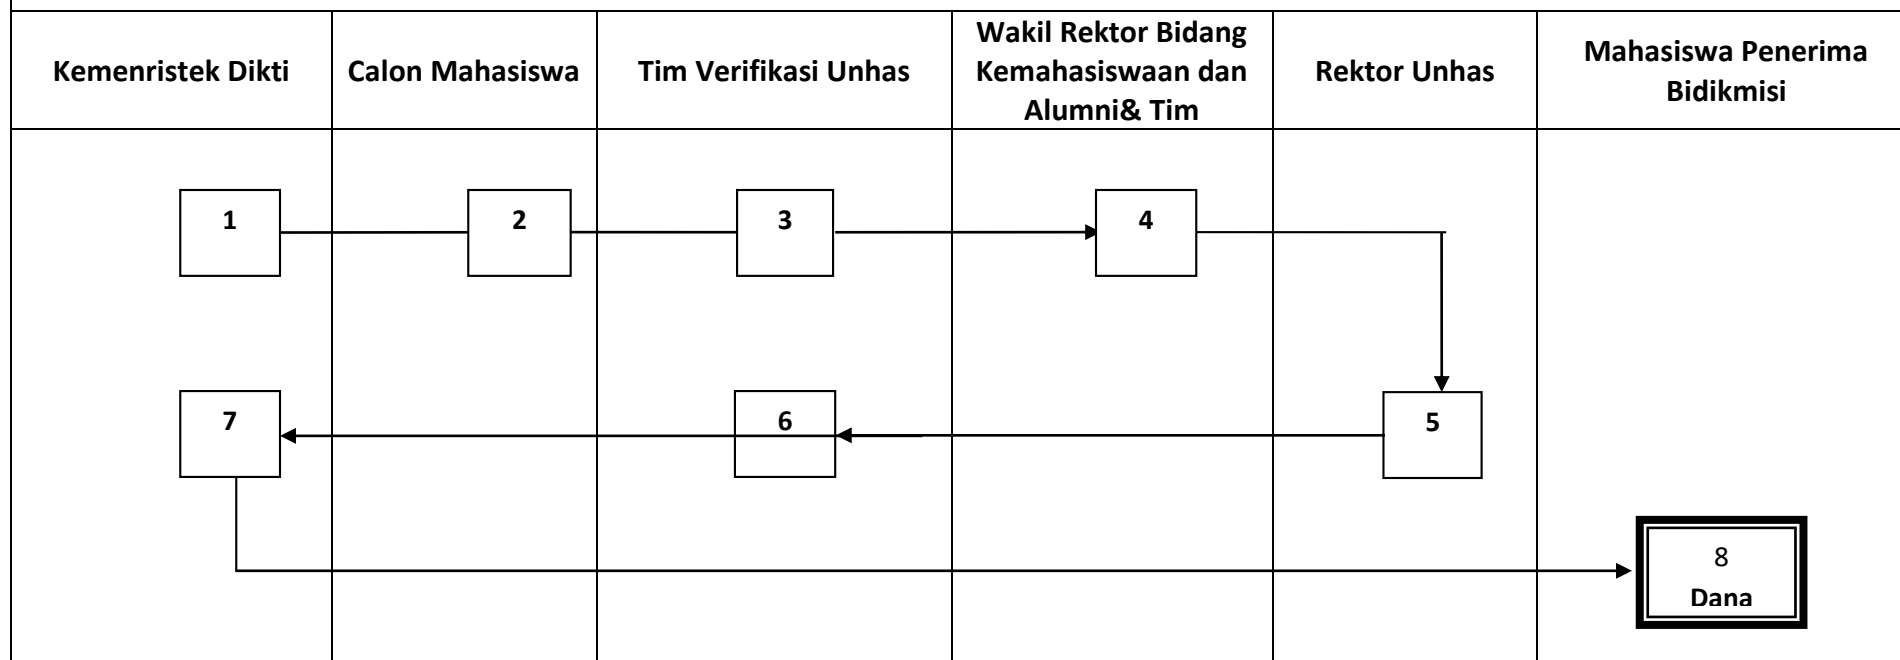 Kemenristek Dikti
Calon Mahasiswa
Tim Verifikasi Unhas
Wakil Rektor Bidang
Kemahasiswaan dan
Alumni& Tim
Rektor Unhas
Mahasiswa Penerima
Bidikmisi
1
2
3
4
7
6
5
8
Dana